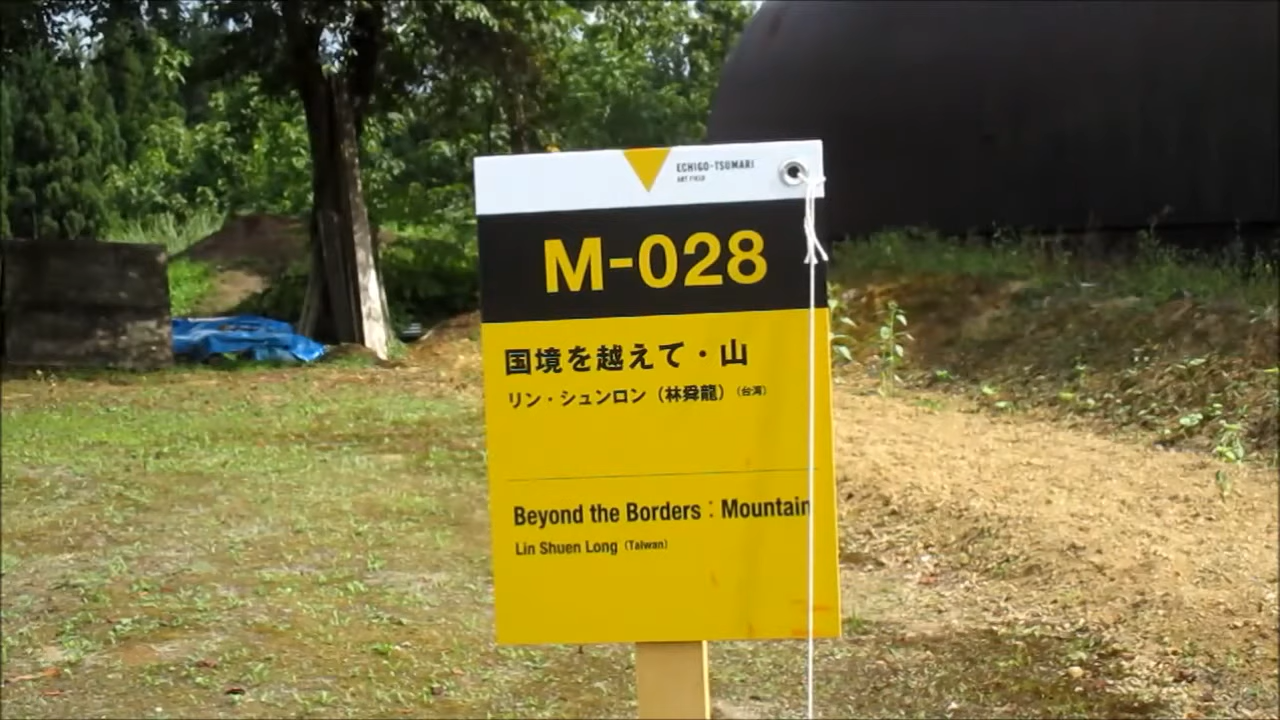 ECHIGO-TSUMARI
ART FIELD
M-028
国境を越えて・山
リン・シュンロン（林舜龍）（台湾）
Beyond the Borders：Mountain
Lin Shuen Long（Taiwan）